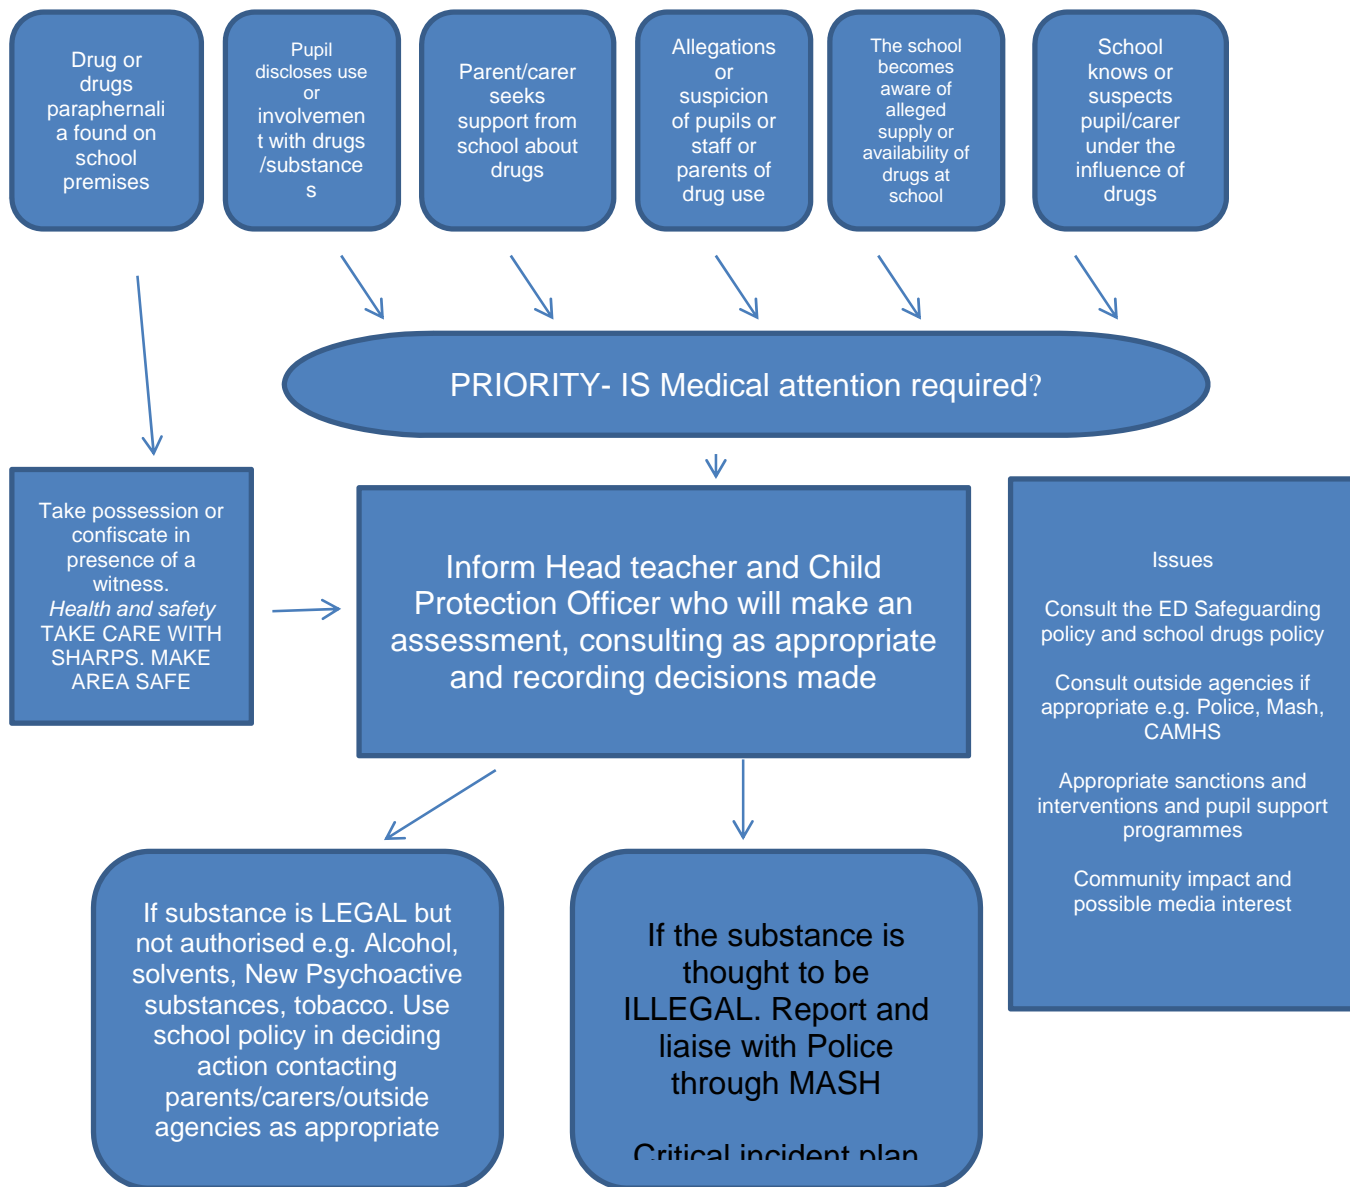 Drug or
drugs
paraphernali
a found on
school
premises
Pupil
discloses use
or
involvemen
t with drugs
/substance
s
Parent/carer
seeks
support from
school about
drugs
Allegations
or
suspicion
of pupils or
staff or
parents of
drug use
The school
becomes
aware of
alleged
supply or
availability of
drugs at
school
School
knows or
suspects
pupil/carer
under the
influence of
drugs
PRIORITY- IS Medical attention required?
Take possession or
confiscate in
presence of a
witness.
Health and safety
TAKE CARE WITH
SHARPS. MAKE
AREA SAFE
Inform Head teacher and Child
Protection Officer who will make an
assessment, consulting as appropriate
and recording decisions made
Issues
Consult the ED Safeguarding
policy and school drugs policy
Consult outside agencies if
appropriate e.g. Police, Mash,
CAMHS
Appropriate sanctions and
interventions and pupil support
programmes
Community impact and
possible media interest
If substance is LEGAL but
not authorised e.g. Alcohol,
solvents, New Psychoactive
substances, tobacco. Use
school policy in deciding
action contacting
parents/carers/outside
agencies as appropriate
If the substance is
thought to be
ILLEGAL. Report and
liaise with Police
through MASH
Critical incident plan